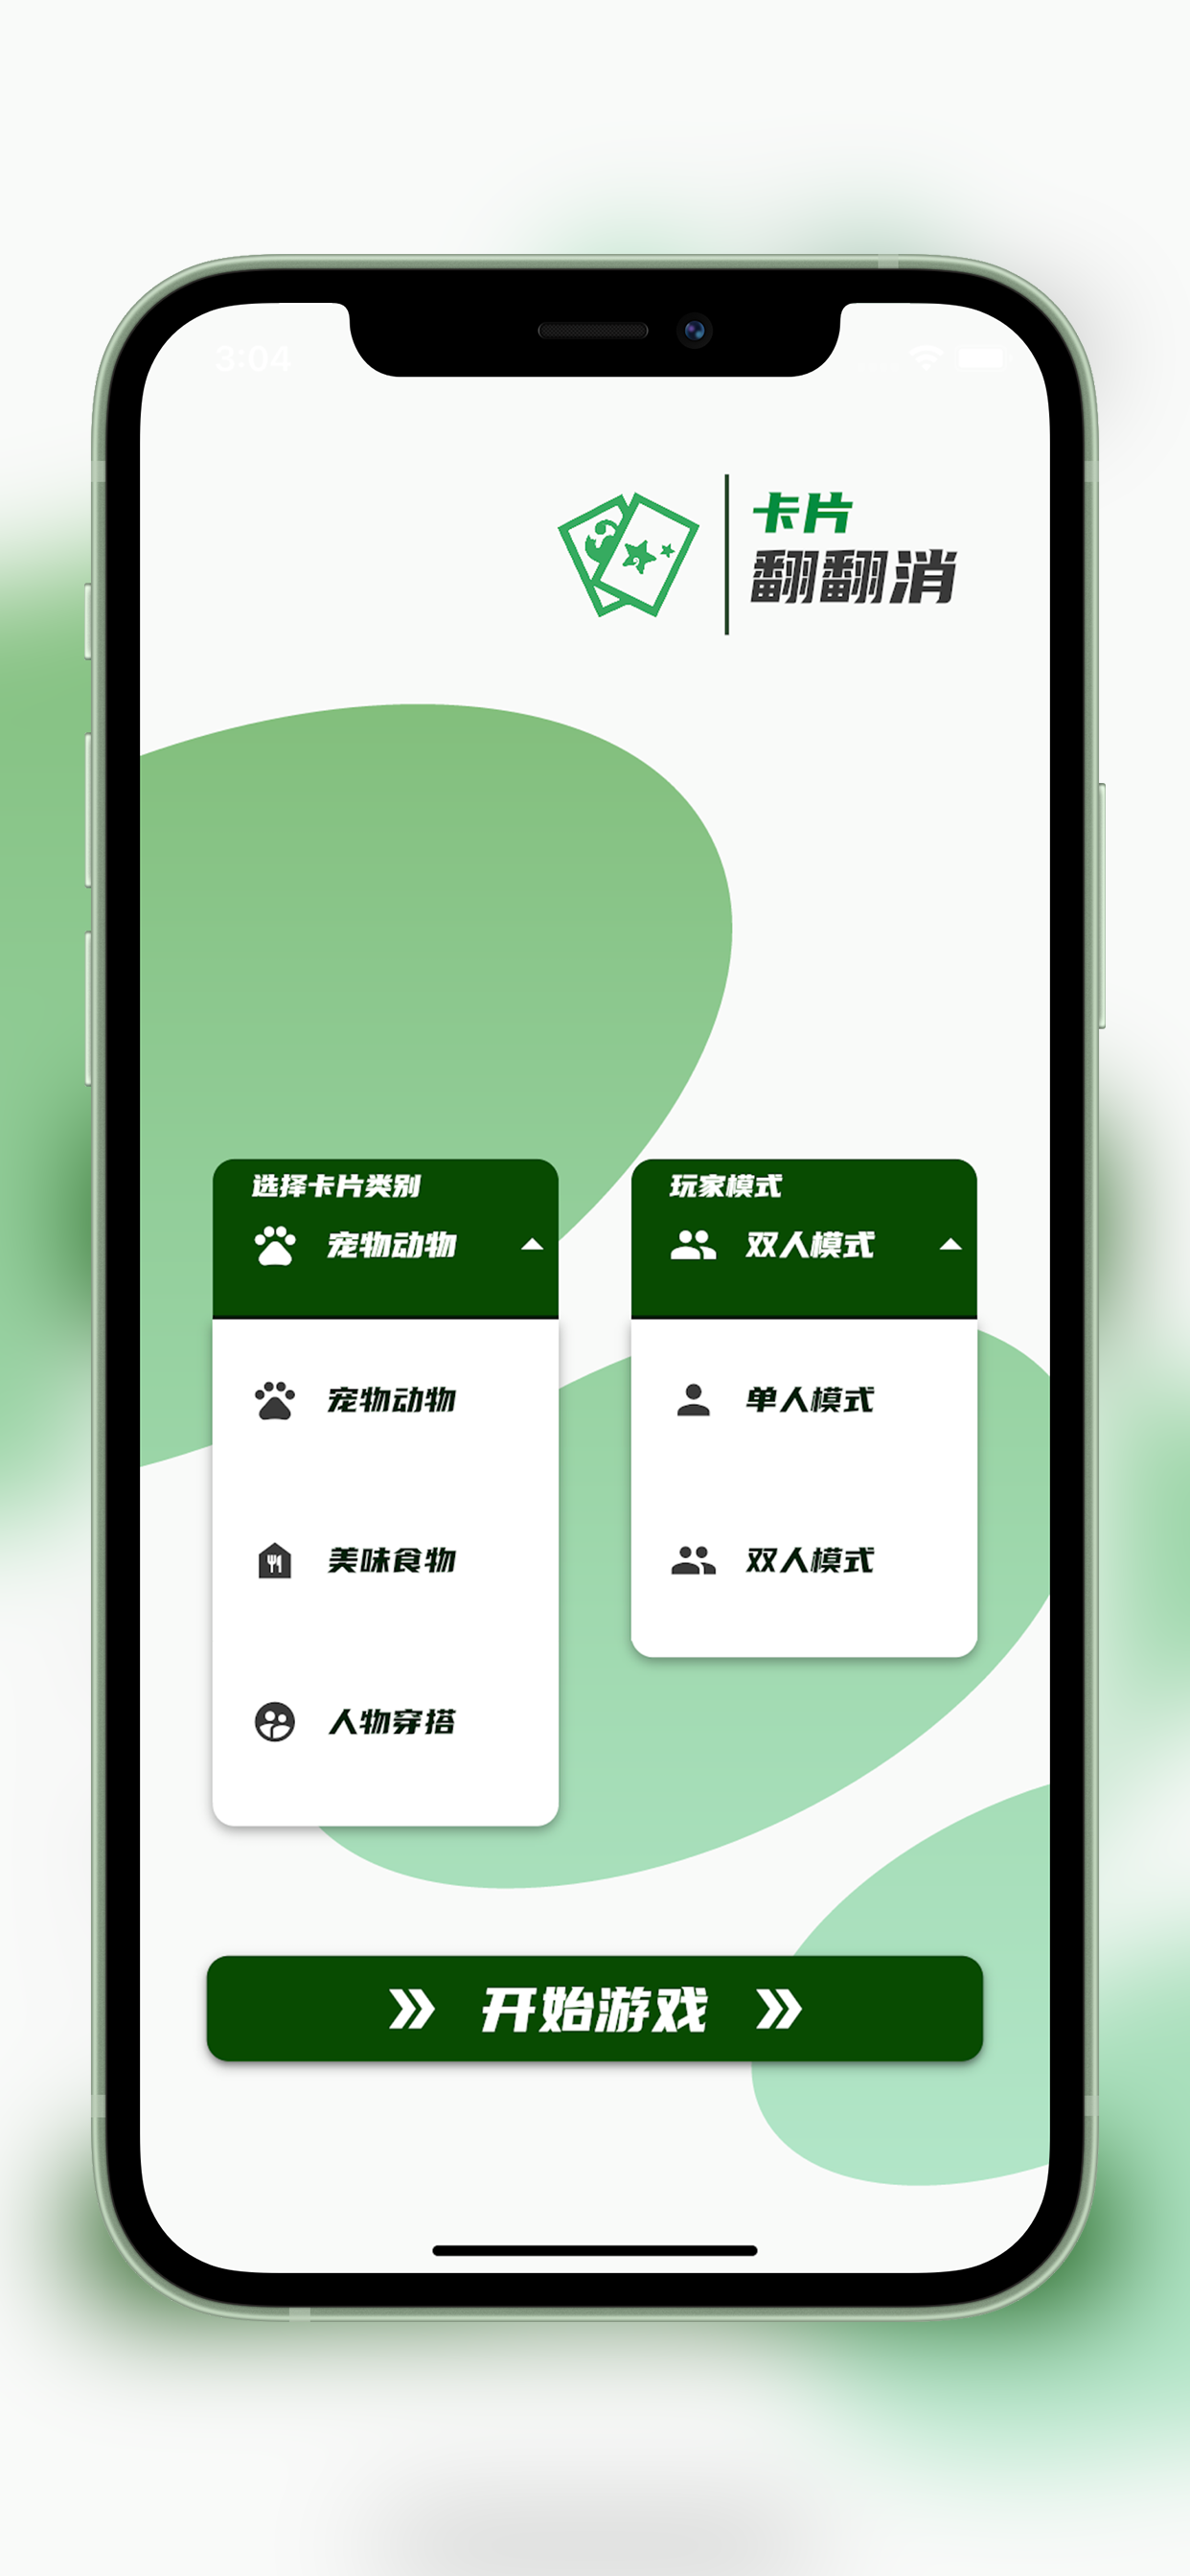 3:04
卡片
翻翻消
选择卡片类别
宠物动物
玩家模式
双人模式
宠物动物
美味食物
人物穿搭
单人模式
双人模式
开始游戏